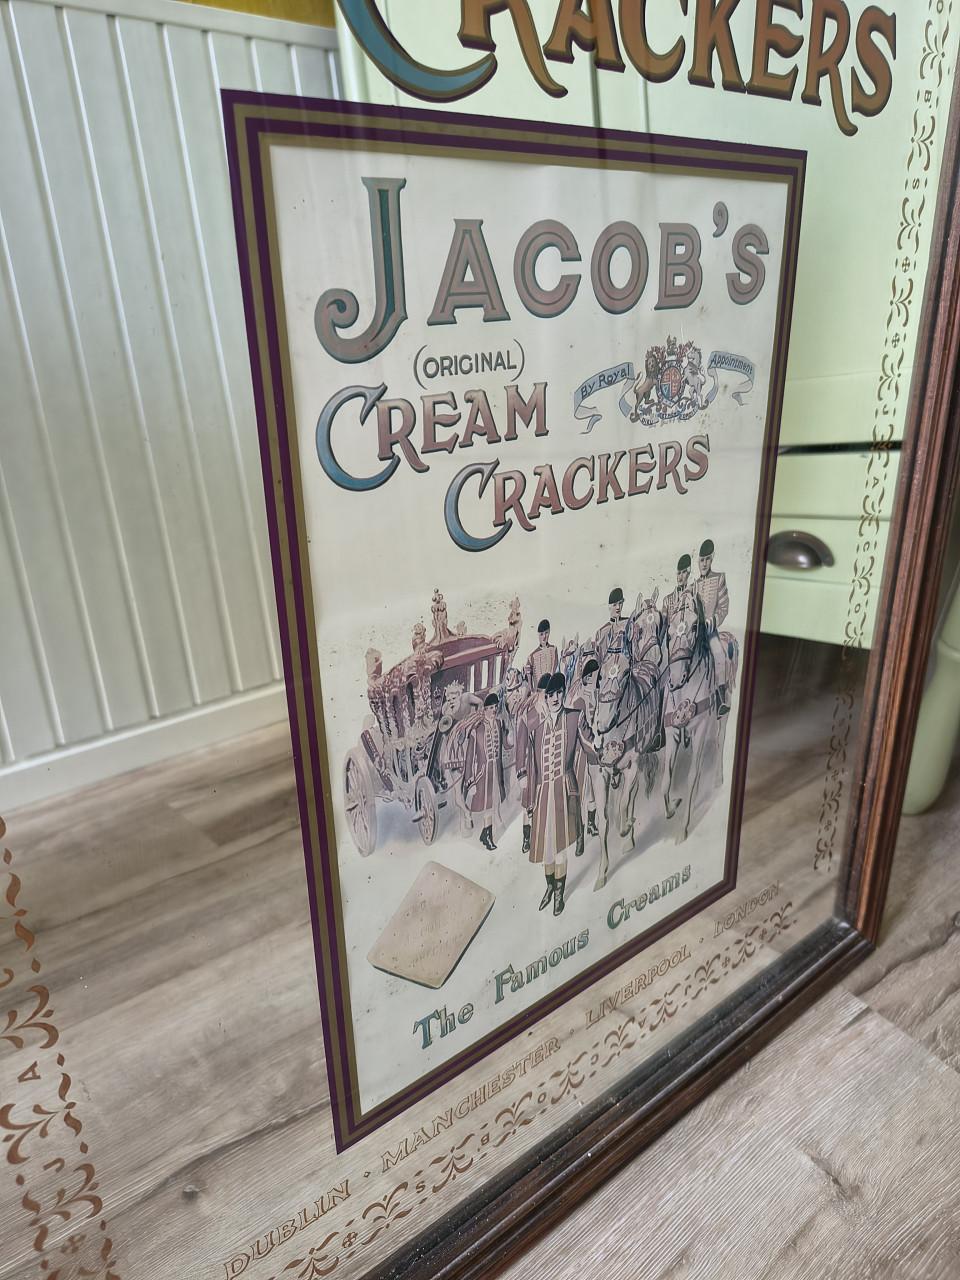 CRACKERS
JACOB'S
(ORIGINAL)
CREAM
By Royal Appointment
CRACKERS
The Famous Creams
DUBLIN · MANCHESTER · LIVERPOOL · LONDON